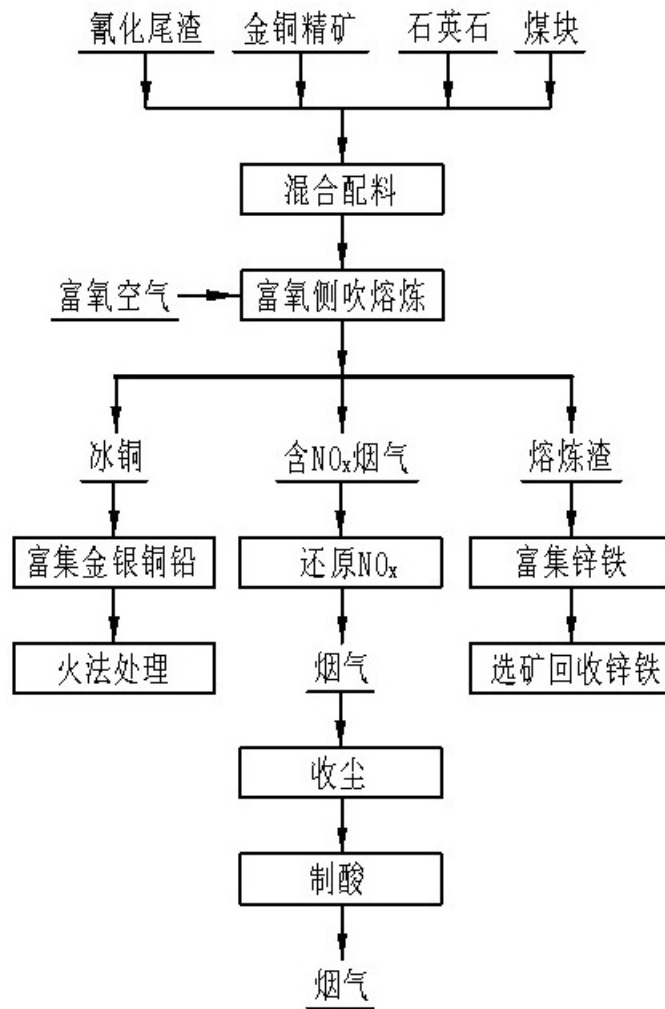 氰化尾渣 金铜精矿 石英石 煤块
混合配料
富氧空气 富氧侧吹熔炼
冰铜 含NOx烟气 熔炼渣
富集金银铜铅 还原NOx 富集锌铁
火法处理 烟气 选矿回收锌铁
收尘
制酸
烟气